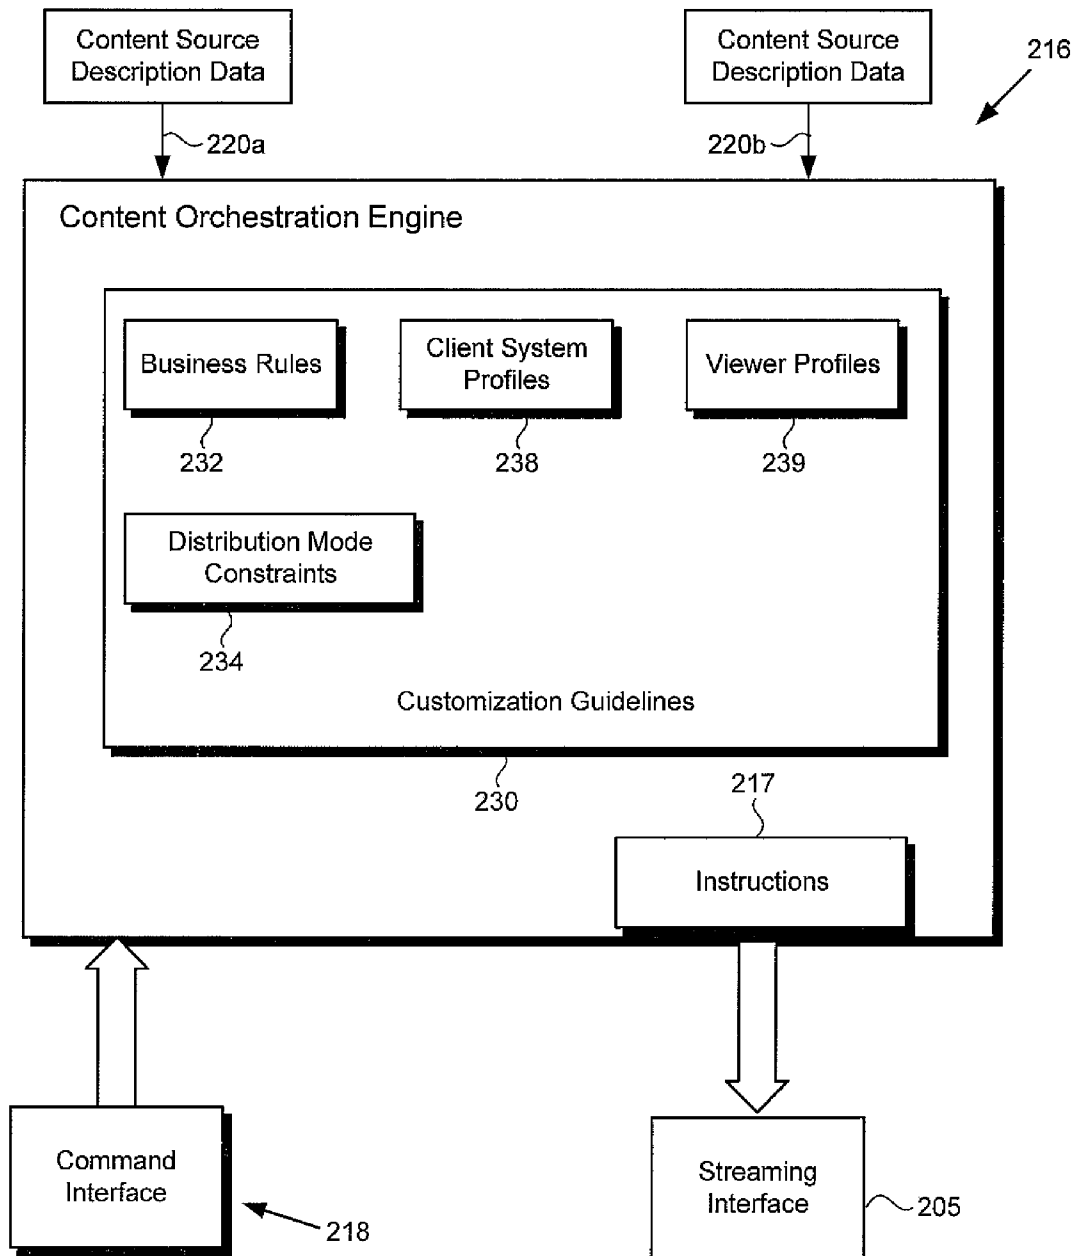 Content Source
Description Data
Content Source
Description Data
216
220a
220b
Content Orchestration Engine
Business Rules
Client System
Profiles
Viewer Profiles
232
238
239
Distribution Mode
Constraints
234
Customization Guidelines
230
217
Instructions
Command
Interface
218
Streaming
Interface
205